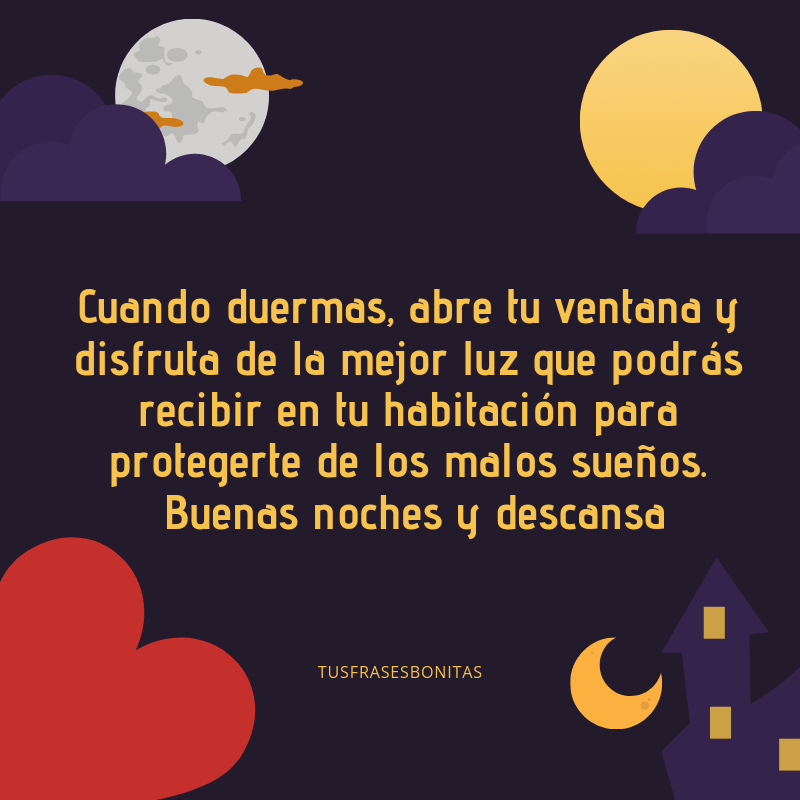 Cuando duermas, abre tu ventana y
disfruta de la mejor luz que podrás
recibir en tu habitación para
protegerte de los malos sueños.
Buenas noches y descansa
TUSFRASESBONITAS